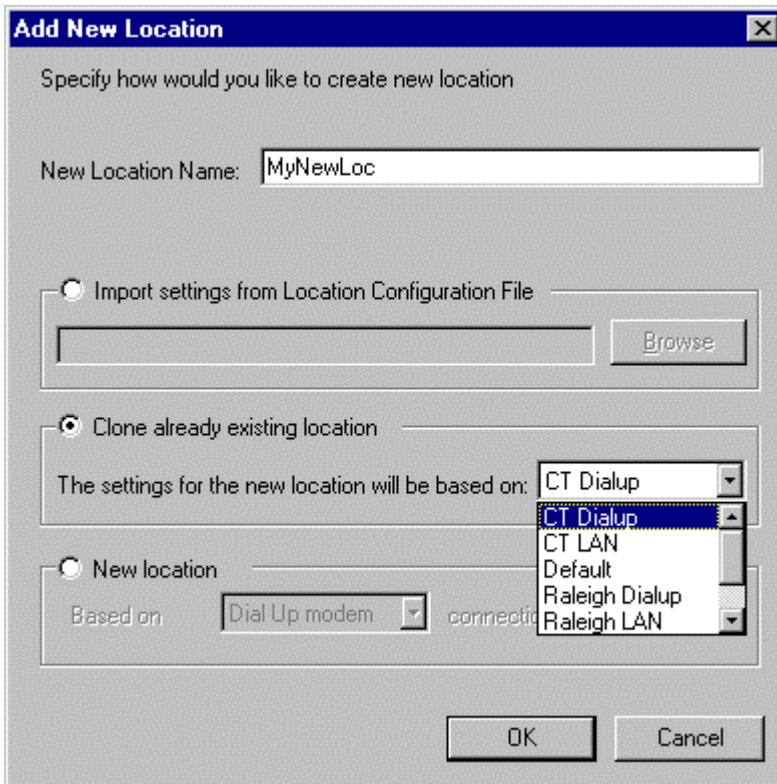 Add New Location
Specify how would you like to create new location
New Location Name: MyNewLoc
Import settings from Location Configuration File
Browse
Clone already existing location
The settings for the new location will be based on: CT Dialup
CT Dialup
CT LAN
Default
Raleigh Dialup
Raleigh LAN
New location
Based on Dial Up modem
OK Cancel